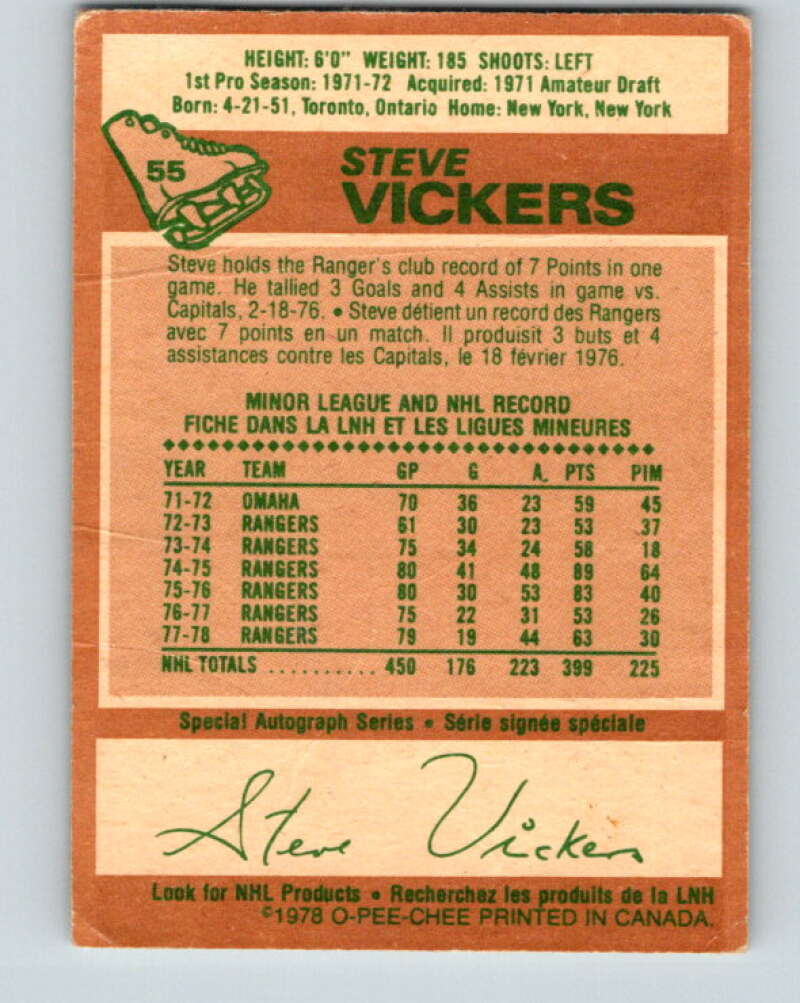 HEIGHT: 6'0" WEIGHT: 185 SHOOTS: LEFT
1st Pro Season: 1971-72 Acquired: 1971 Amateur Draft
Born: 4-21-51, Toronto, Ontario Home: New York, New York
55
STEVE
VICKERS
Steve holds the Ranger's club record of 7 Points in one
game. He tallied 3 Goals and 4 Assists in game vs.
Capitals, 2-18-76. • Steve détient un record des Rangers
avec 7 points en un match. Il produisit 3 buts et 4
assistances contre les Capitals, le 18 février 1976.
MINOR LEAGUE AND NHL RECORD
FICHE DANS LA LNH ET LES LIGUES MINEURES
YEAR TEAM GP G A PTS PIM
71-72 OMAHA 70 36 23 59 45
72-73 RANGERS 61 30 23 53 37
73-74 RANGERS 75 34 24 58 18
74-75 RANGERS 80 41 48 89 64
75-76 RANGERS 80 30 53 83 40
76-77 RANGERS 75 22 31 53 26
77-78 RANGERS 79 19 44 63 30
NHL TOTALS .......... 450 176 223 399 225
Special Autograph Series • Série signée spéciale
Steve Vickers
Look for NHL Products • Recherchez les produits de la LNH
©1978 O-PEE-CHEE PRINTED IN CANADA.